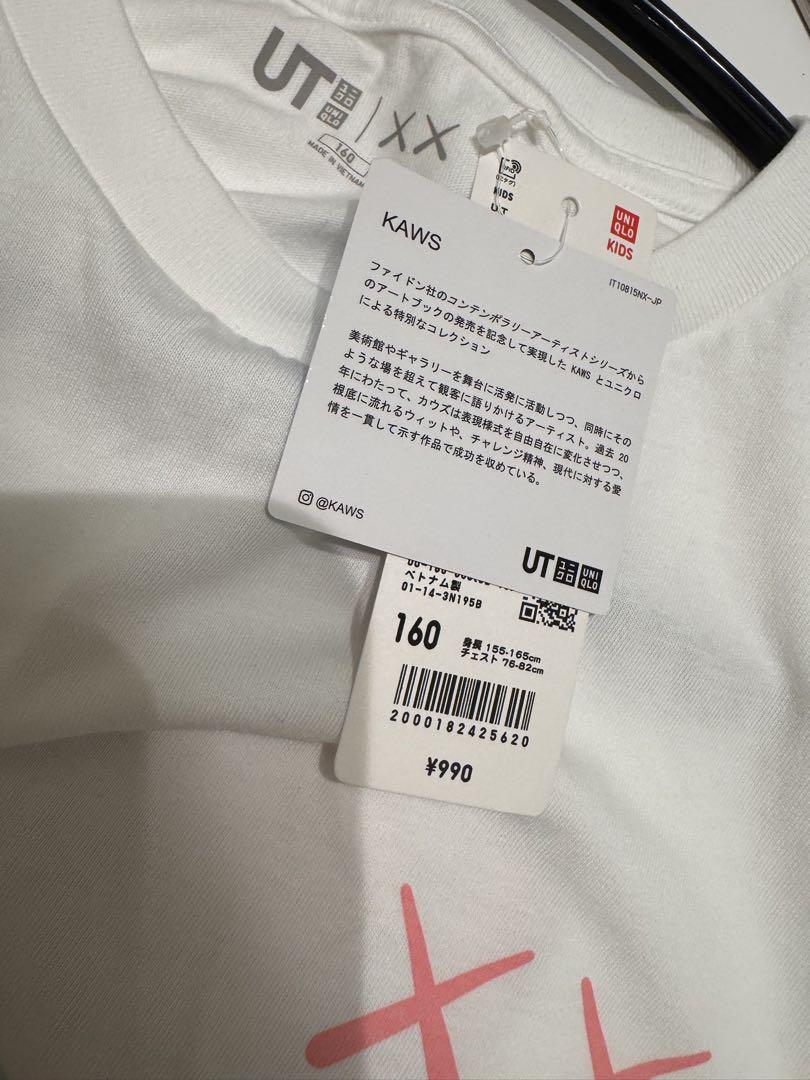 UT ユニクロ UNIQLO | XX
160
MADE IN VIETNAM
KIDS
UT
UNIQLO
KIDS
IT10815NX-JP
KAWS
ファイドン社のコンテンポラリーアーティストシリーズから
のアートブックの発売を記念して実現した KAWS とユニクロ
による特別なコレクション
美術館やギャラリーを舞台に活発に活動しつつ、同時にその
ような場を超えて観客に語りかけるアーティスト。過去 20
年にわたって、カウズは表現様式を自由自在に変化させつつ、
根底に流れるウィットや、チャレンジ精神、現代に対する愛
情を一貫して示す作品で成功を収めている。
@KAWS
UT ユニクロ UNIQLO
ベトナム製
01-14-3N195B
160
身長 155-165cm
チェスト 76-82cm
2000182425620
¥990